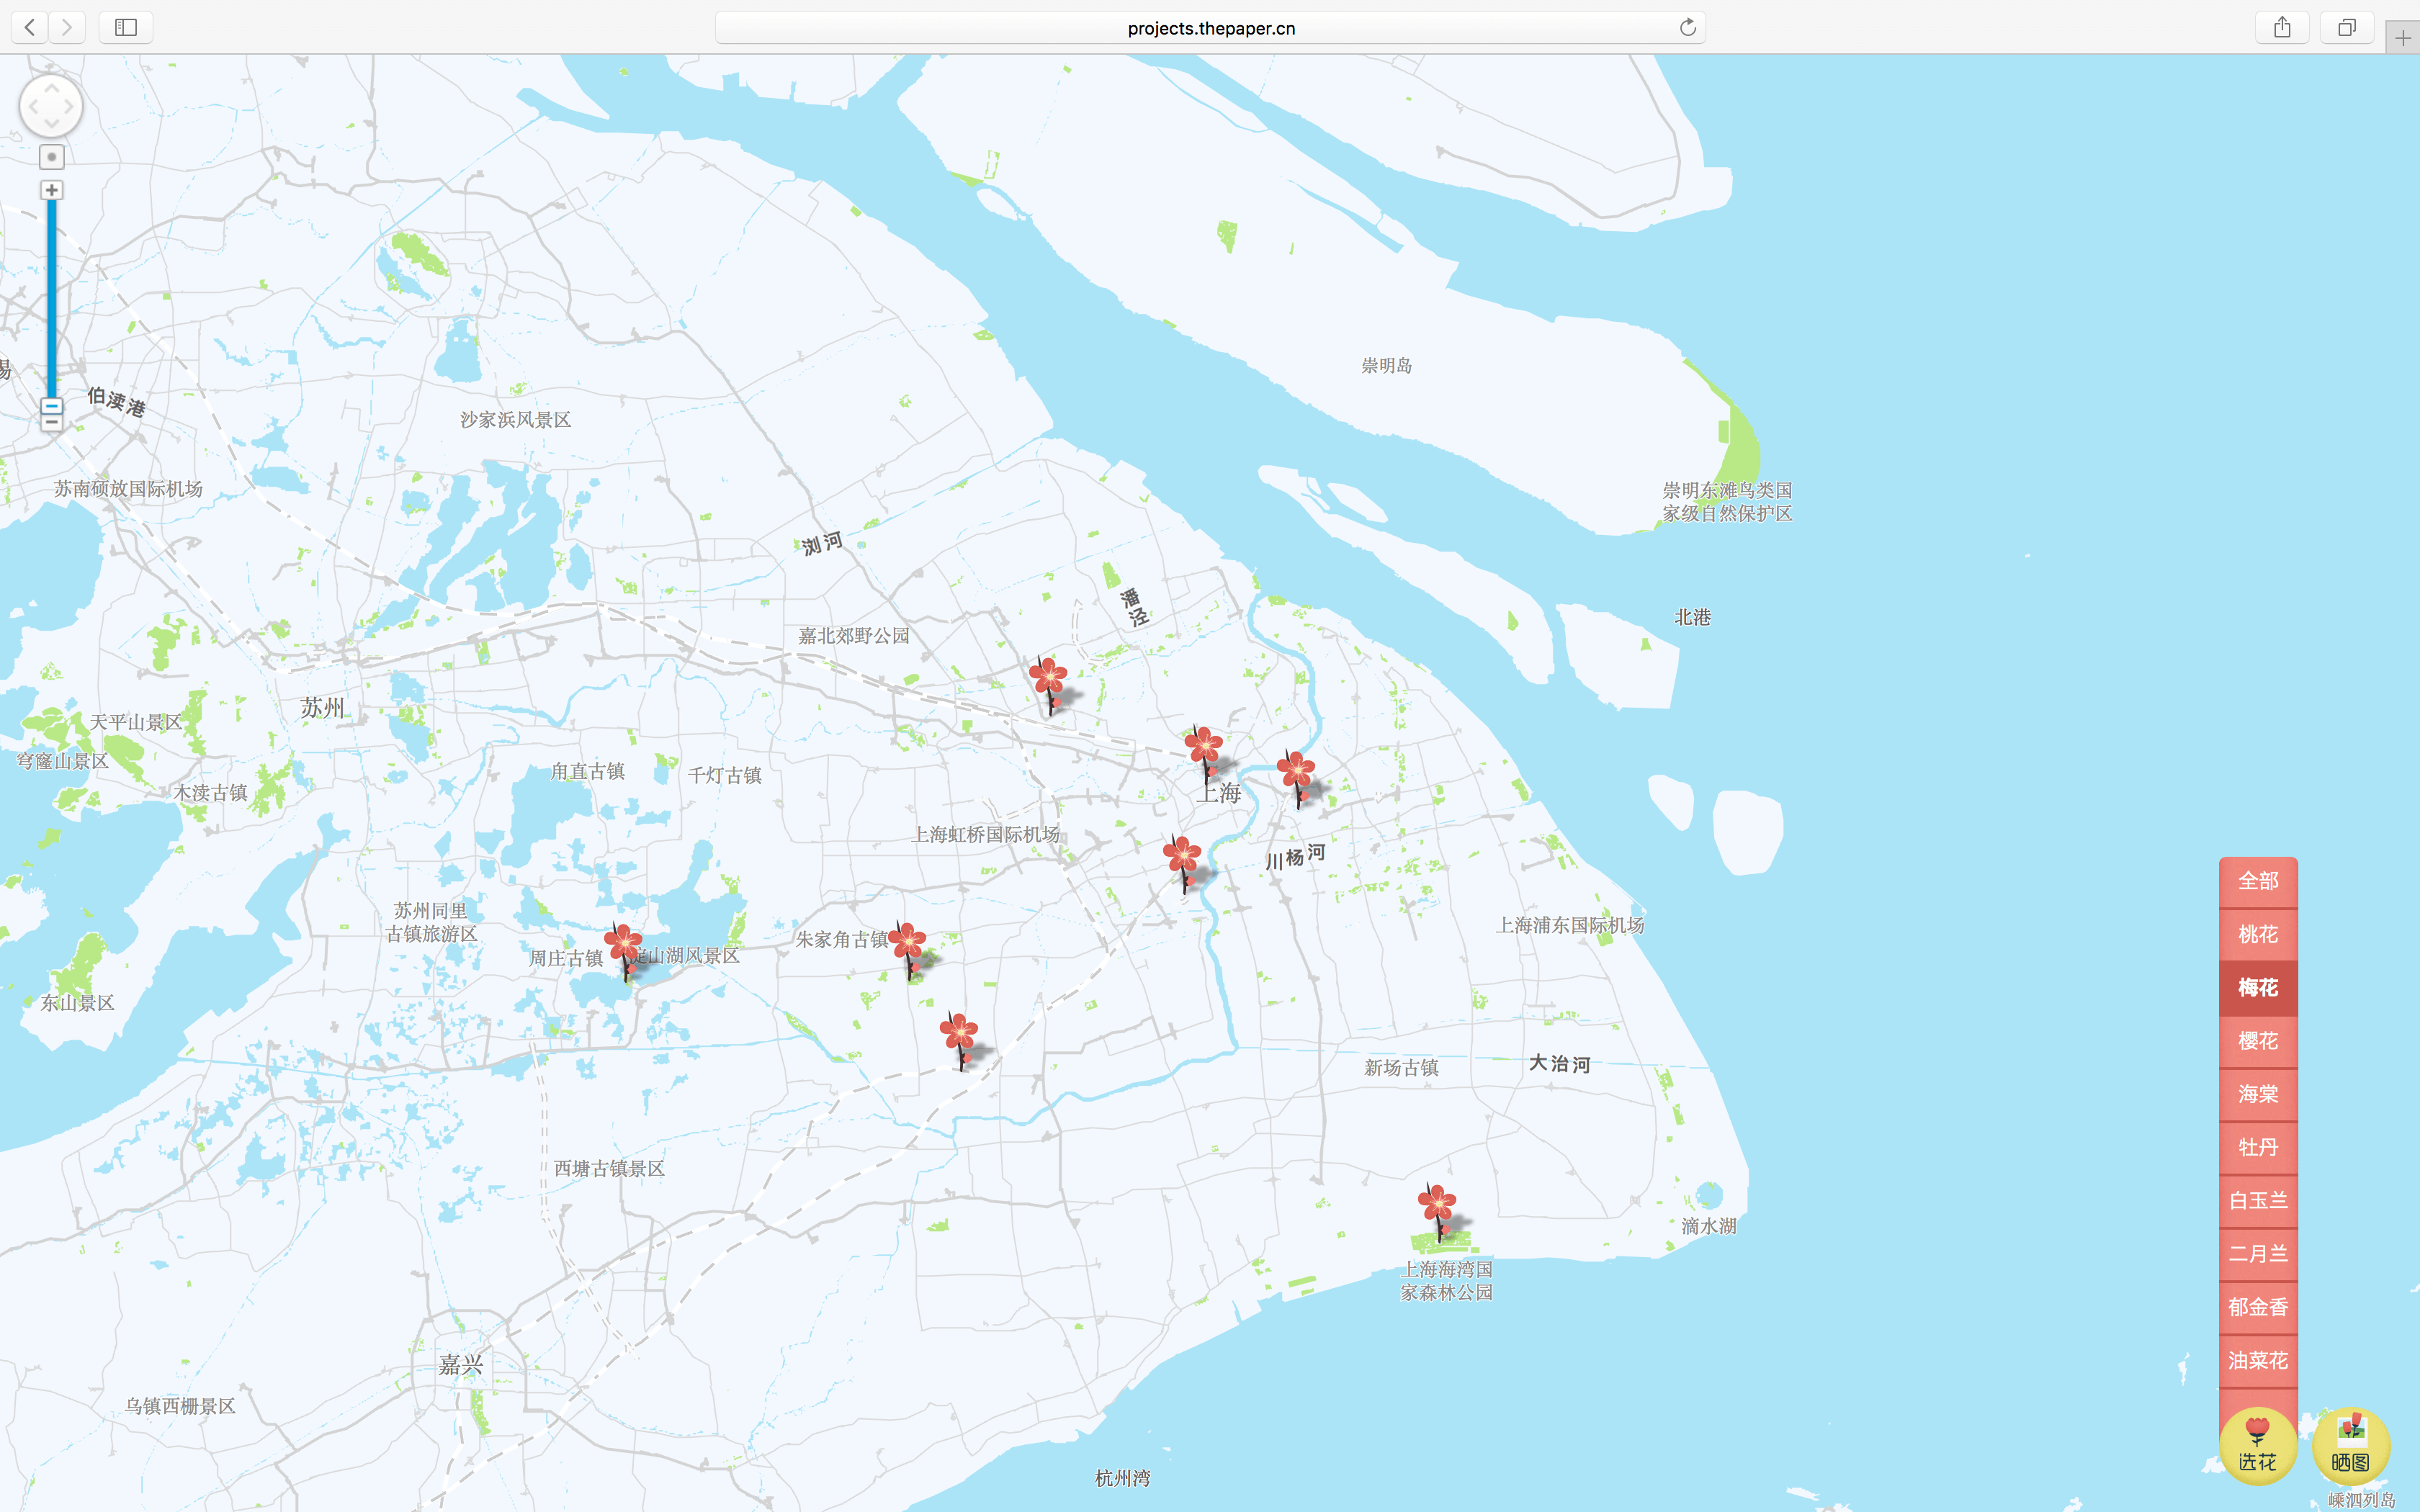 projects.thepaper.cn
崇明岛
伯渎港
沙家浜风景区
苏南硕放国际机场
崇明东滩鸟类国
家级自然保护区
浏河
潘泾
北港
嘉北郊野公园
苏州
天平山景区
穹窿山景区
木渎古镇
甪直古镇
千灯古镇
上海
上海虹桥国际机场
川杨河
苏州同里
古镇旅游区
周庄古镇
淀山湖风景区
朱家角古镇
上海浦东国际机场
东山景区
新场古镇
大治河
西塘古镇景区
滴水湖
上海海湾国
家森林公园
嘉兴
乌镇西栅景区
杭州湾
嵊泗列岛
全部
桃花
梅花
樱花
海棠
牡丹
白玉兰
二月兰
郁金香
油菜花
选花
晒图